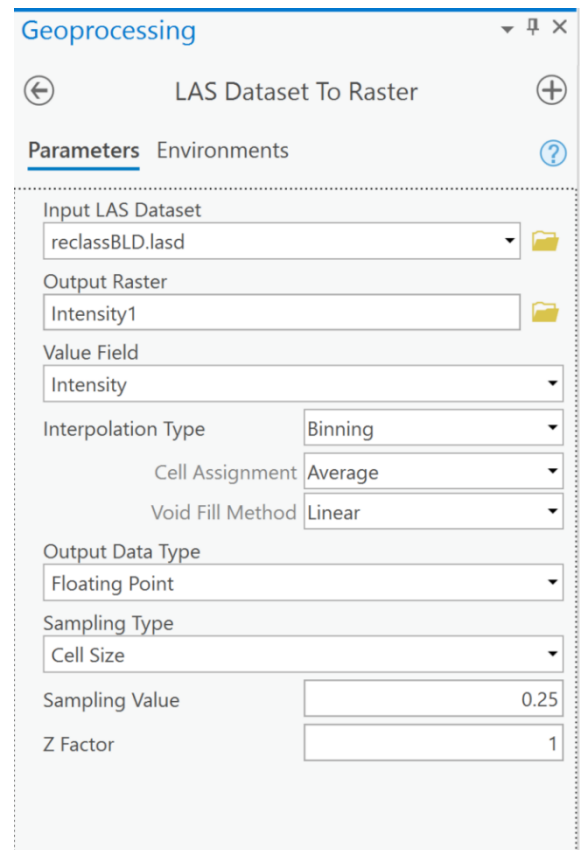 Geoprocessing
LAS Dataset To Raster
Parameters Environments
Input LAS Dataset
reclassBLD.lasd
Output Raster
Intensity1
Value Field
Intensity
Interpolation Type Binning
Cell Assignment Average
Void Fill Method Linear
Output Data Type
Floating Point
Sampling Type
Cell Size
Sampling Value 0.25
Z Factor 1